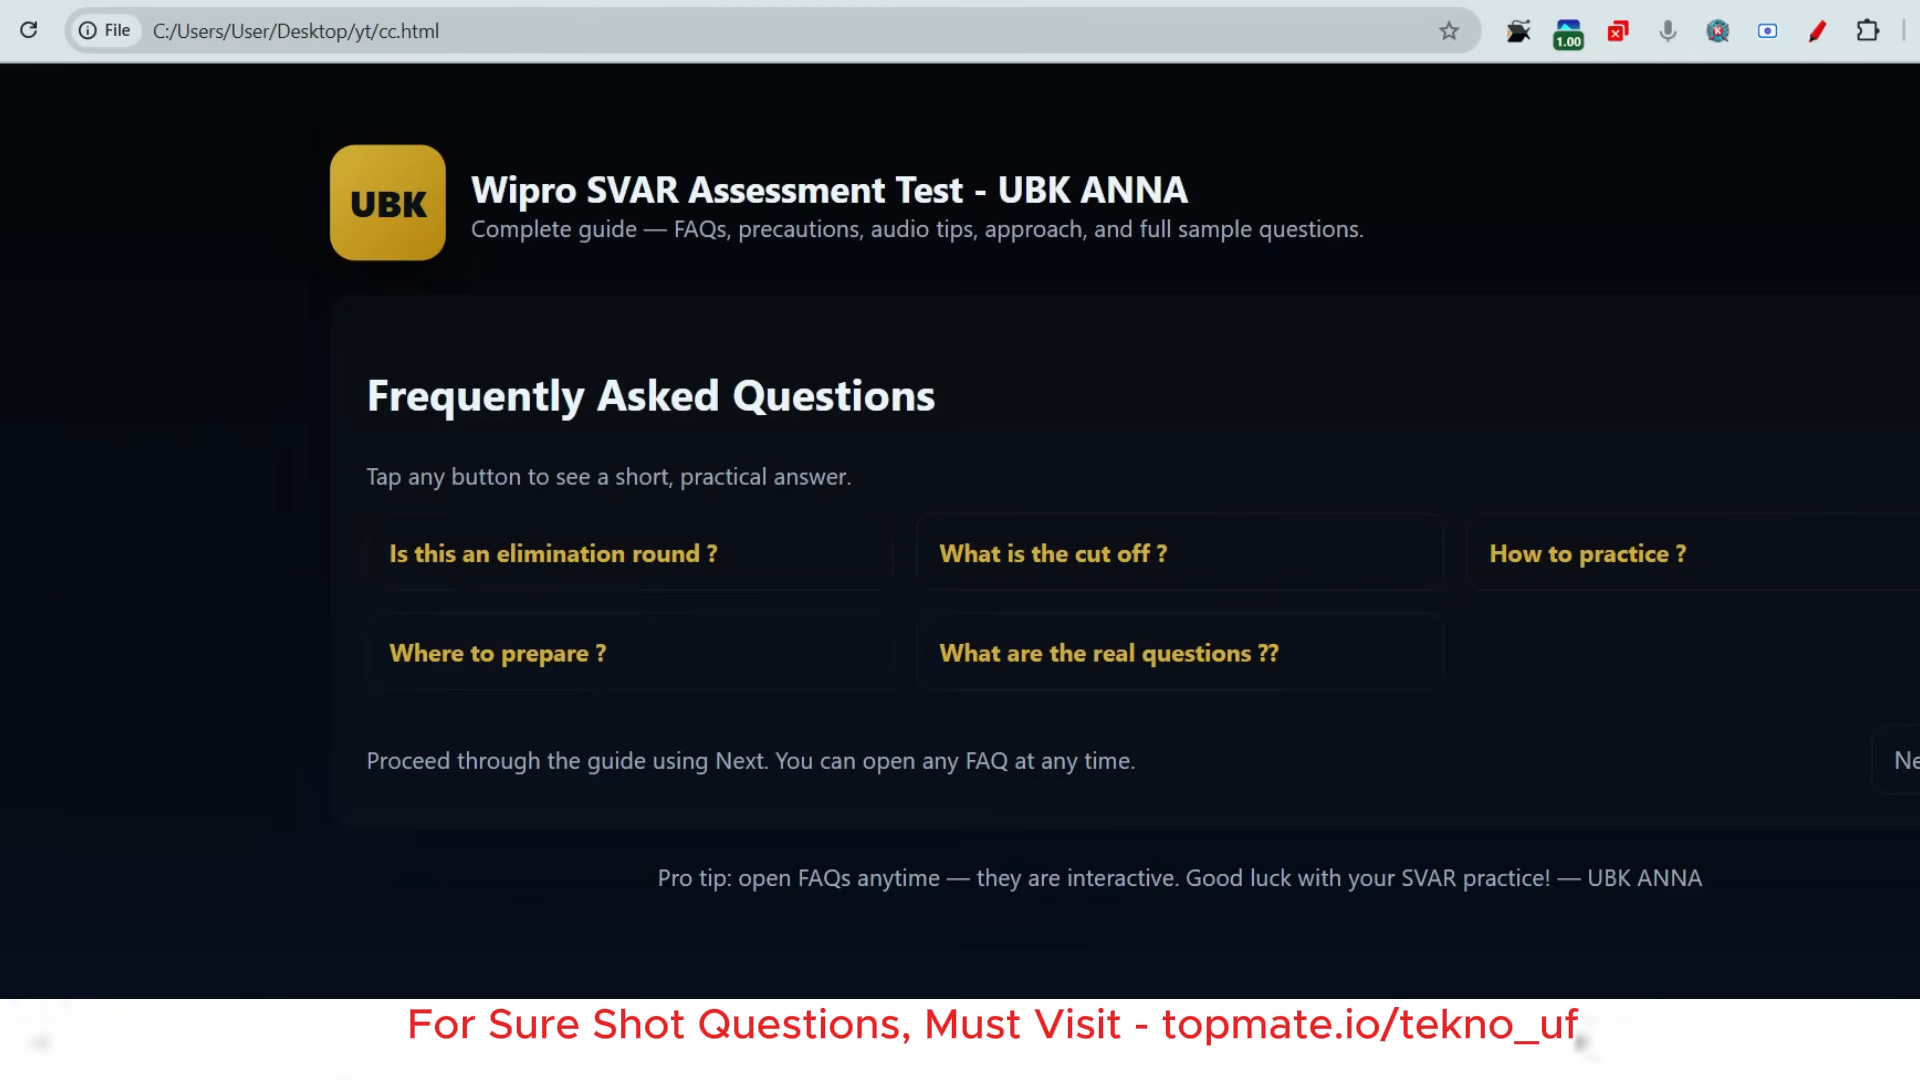 File C:/Users/User/Desktop/yt/cc.html
1.00
UBK
Wipro SVAR Assessment Test - UBK ANNA
Complete guide — FAQs, precautions, audio tips, approach, and full sample questions.
Frequently Asked Questions
Tap any button to see a short, practical answer.
Is this an elimination round ?
What is the cut off ?
How to practice ?
Where to prepare ?
What are the real questions ??
Proceed through the guide using Next. You can open any FAQ at any time.
Ne
Pro tip: open FAQs anytime — they are interactive. Good luck with your SVAR practice! — UBK ANNA
For Sure Shot Questions, Must Visit - topmate.io/tekno_uf